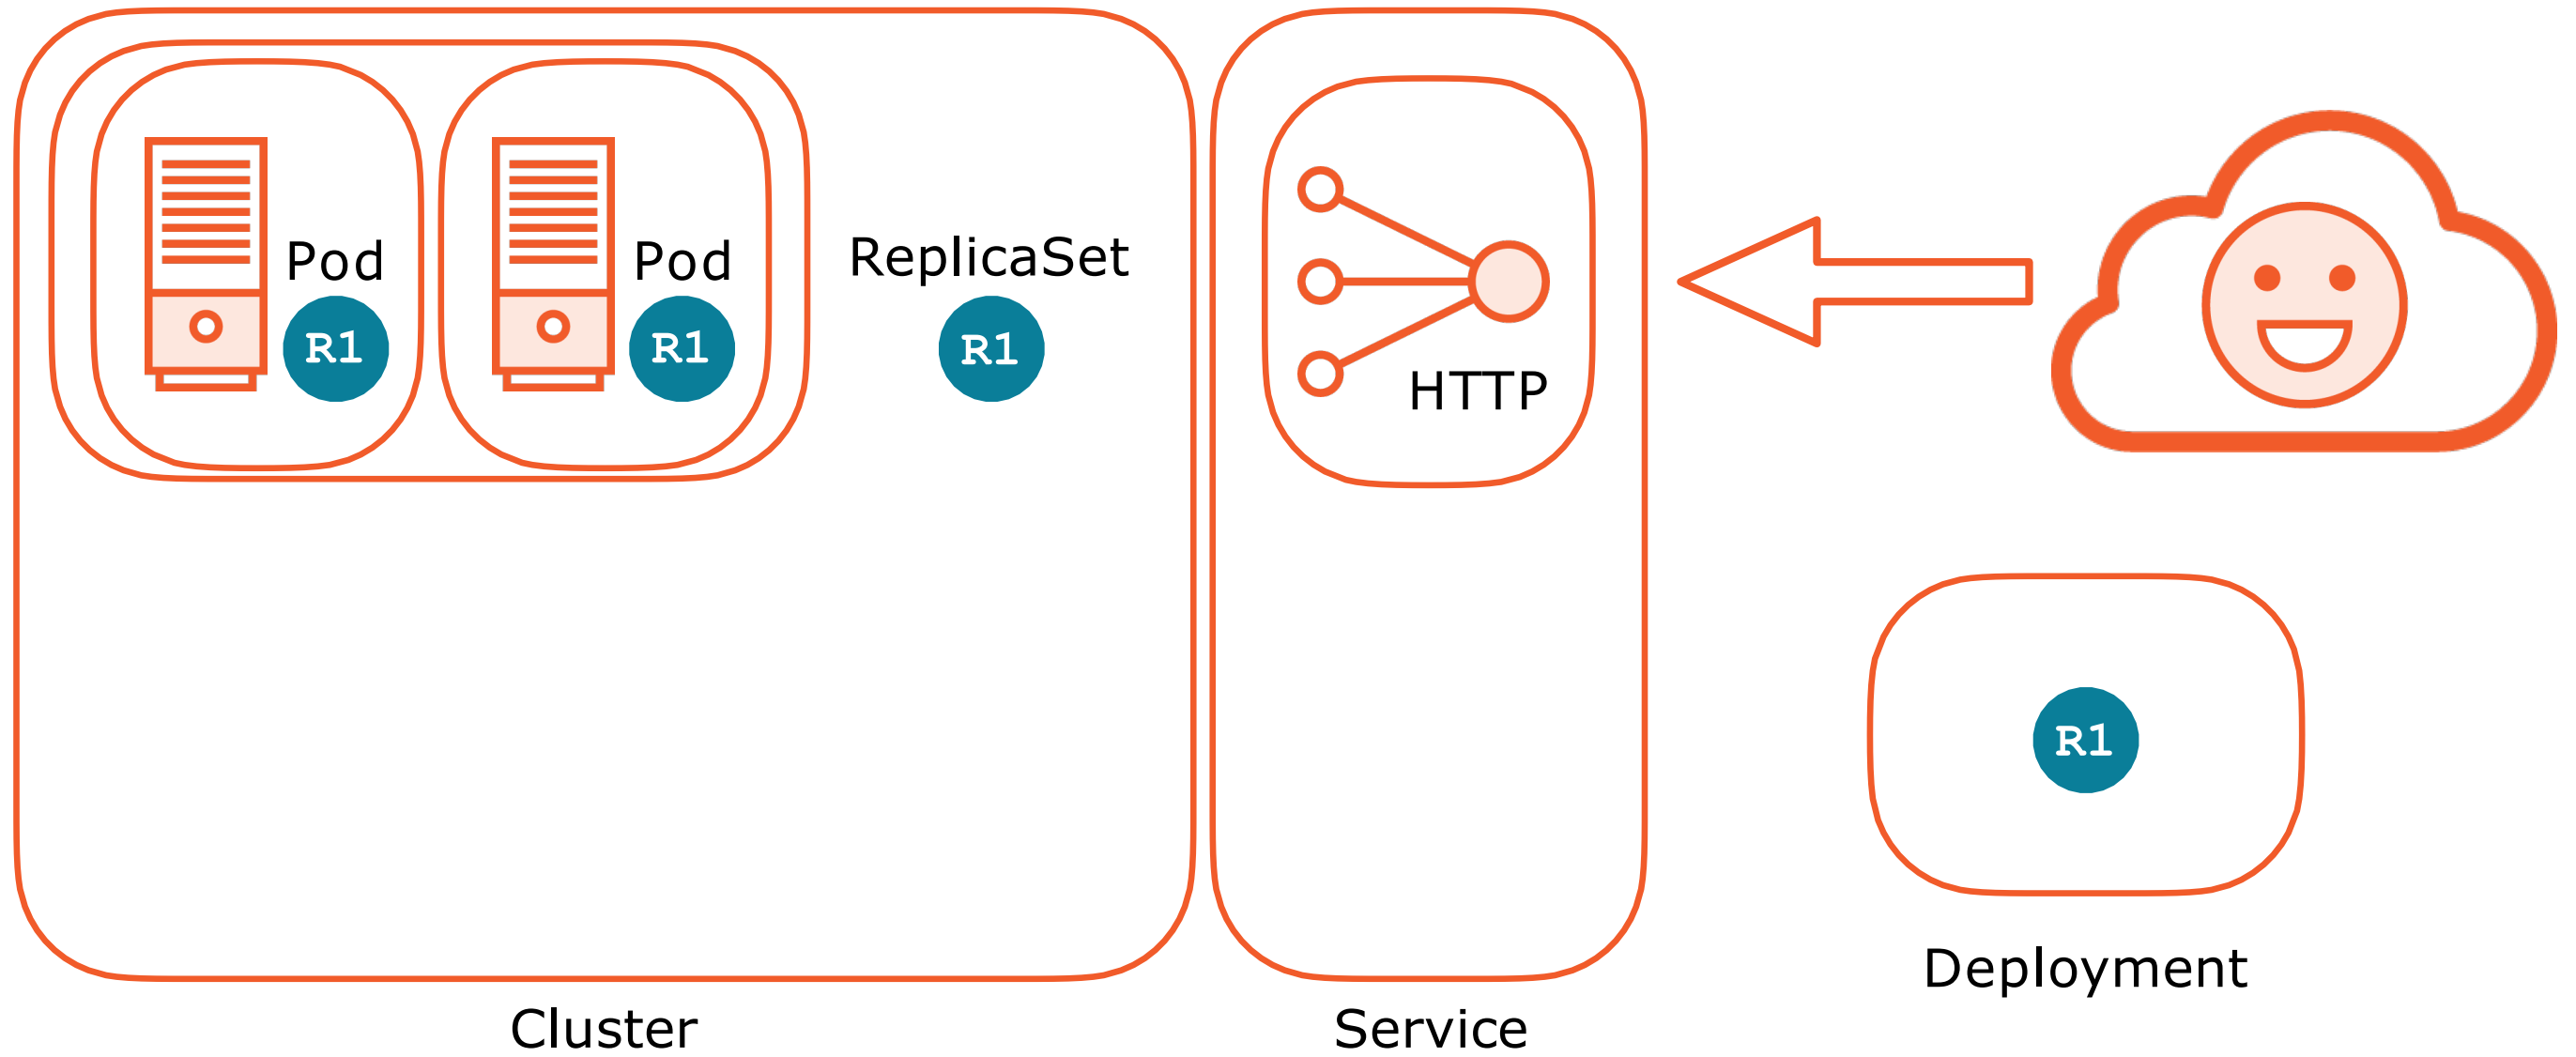 Pod
R1
Pod
R1
ReplicaSet
R1
HTTP
R1
Deployment
Cluster
Service